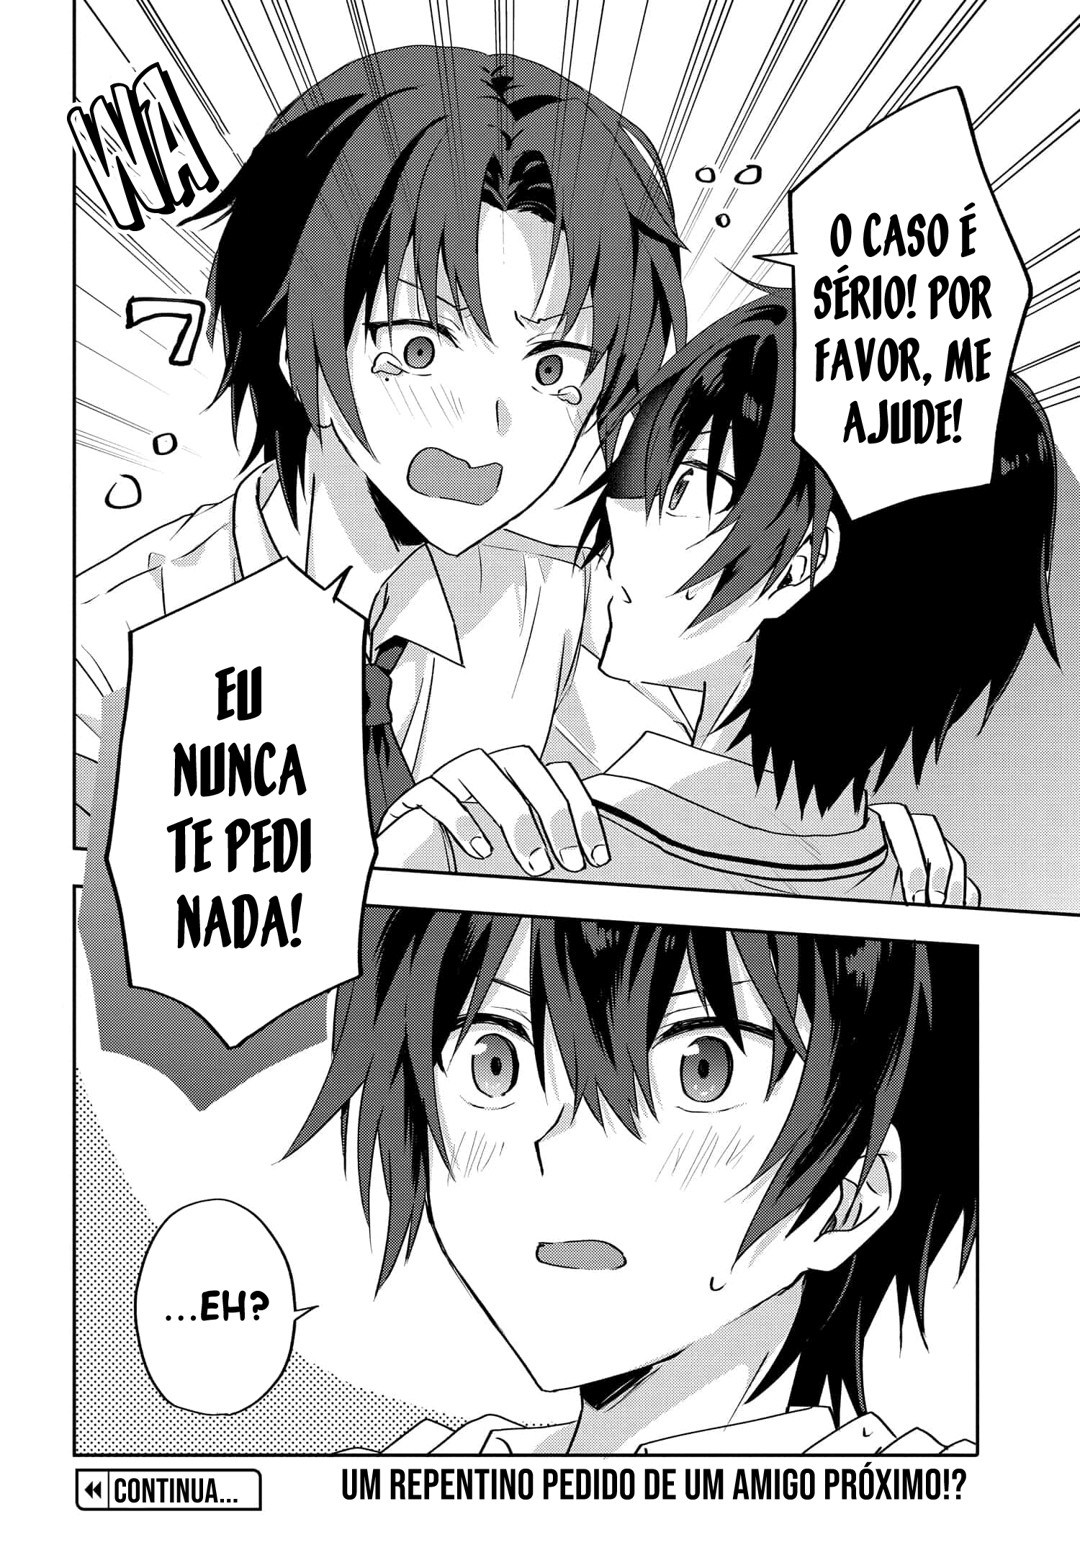 O CASO É
SÉRIO! POR
FAVOR, ME
AJUDE!
WA
ワ
EU
NUNCA
TE PEDI
NADA!
...EH?
CONTINUA...
UM REPENTINO PEDIDO DE UM AMIGO PRÓXIMO!?